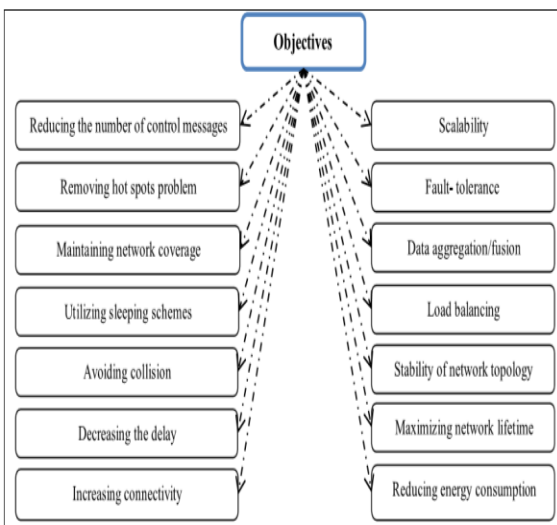 Objectives
Reducing the number of control messages
Removing hot spots problem
Maintaining network coverage
Utilizing sleeping schemes
Avoiding collision
Decreasing the delay
Increasing connectivity
Scalability
Fault- tolerance
Data aggregation/fusion
Load balancing
Stability of network topology
Maximizing network lifetime
Reducing energy consumption